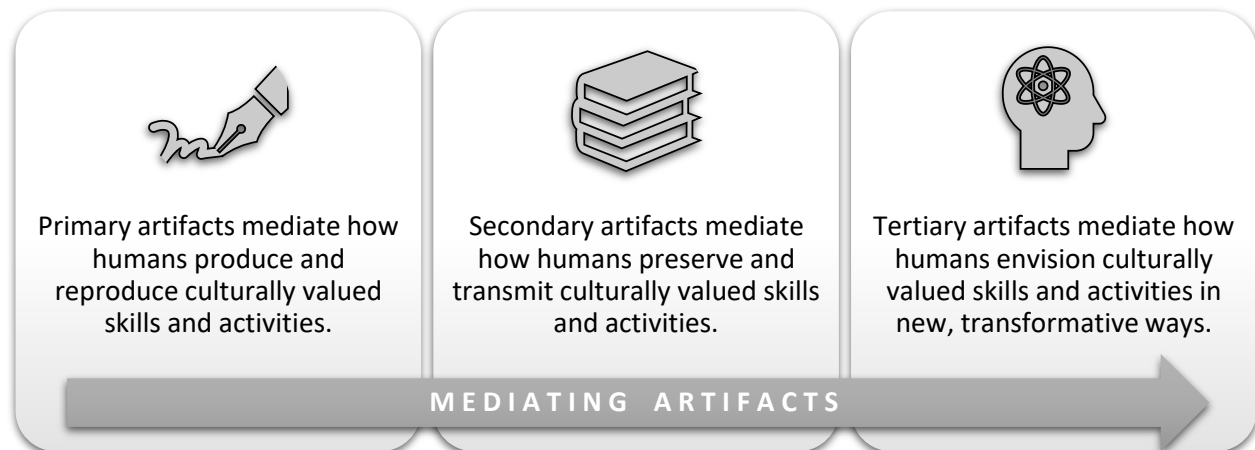 Primary artifacts mediate how
humans produce and
reproduce culturally valued
skills and activities.
Secondary artifacts mediate
how humans preserve and
transmit culturally valued skills
and activities.
Tertiary artifacts mediate how
humans envision culturally
valued skills and activities in
new, transformative ways.
MEDIATING ARTIFACTS